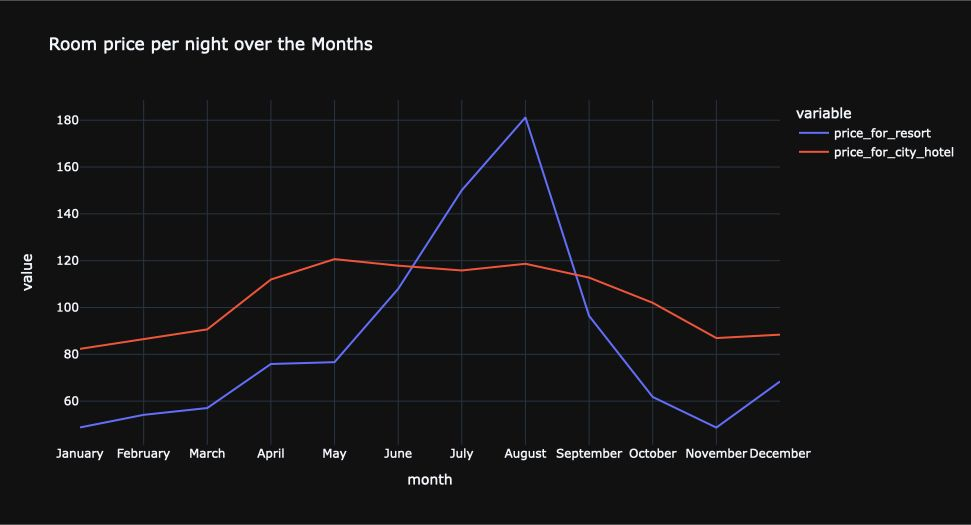 Room price per night over the Months
variable
price_for_resort
price_for_city_hotel
180
160
140
120
100
80
60
value
January February March April May June July August September October November December
month